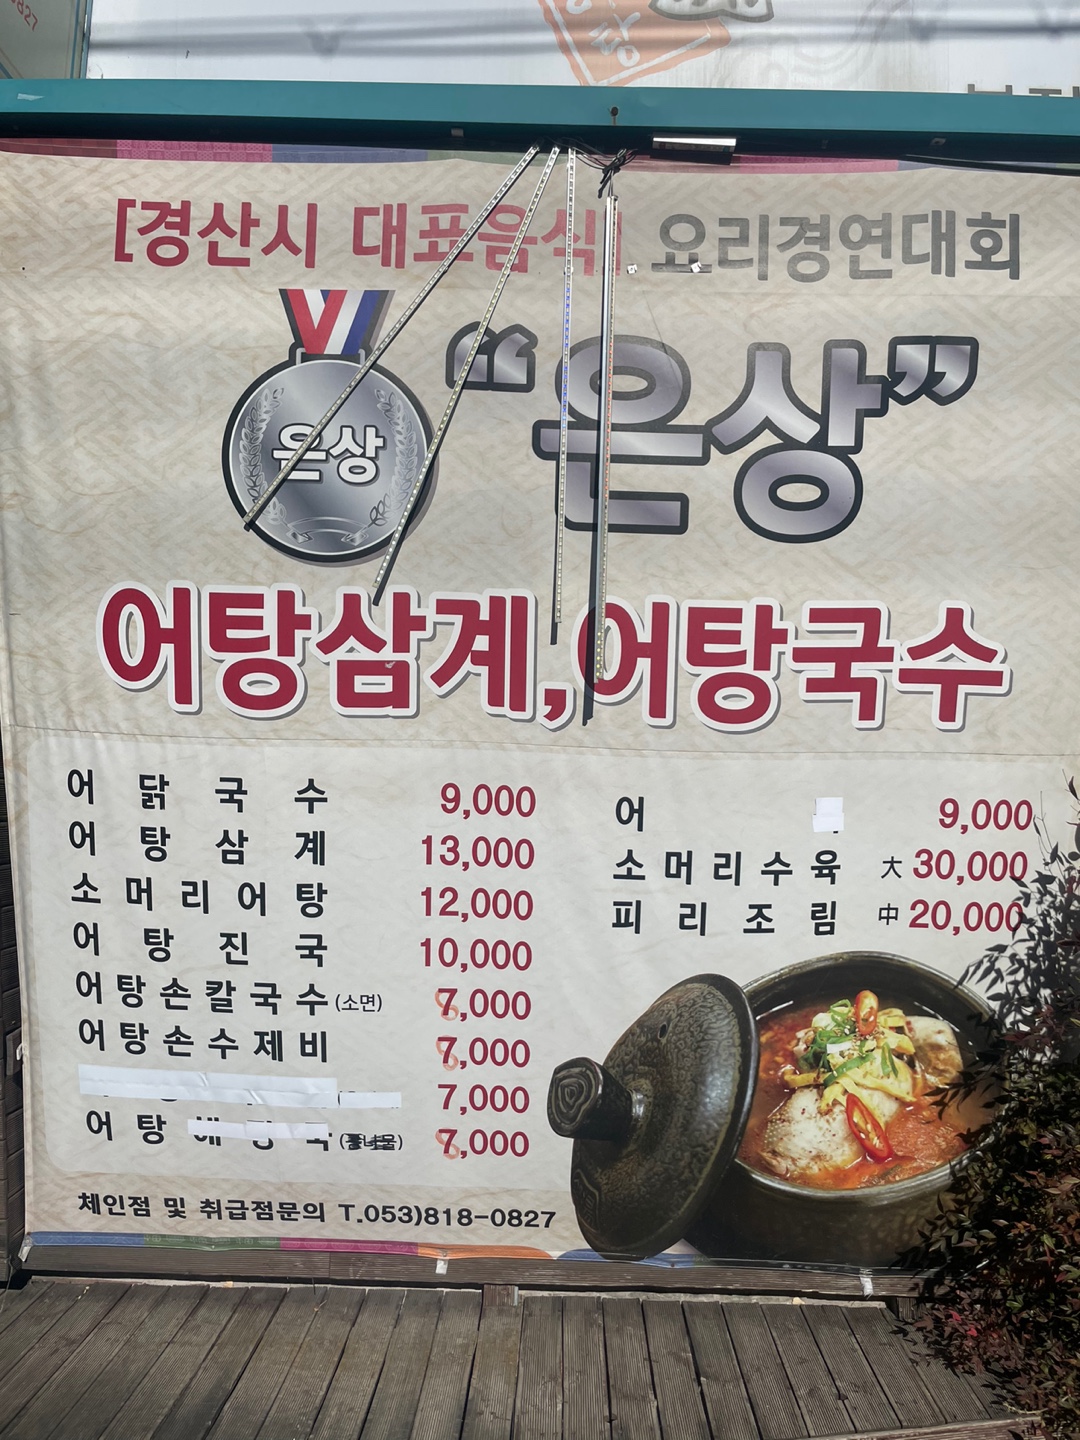 [경산시 대표음식] 요리경연대회
은상
“은상”
어탕삼계,어탕국수
어닭국수 9,000
어탕삼계 13,000
소머리어탕 12,000
어탕진국 10,000
어탕손칼국수(소면) 7,000
어탕손수제비 7,000
7,000
어탕 7,000
어 9,000
소머리수육 大 30,000
피리조림 中 20,000
체인점 및 취급점문의 T.053)818-0827